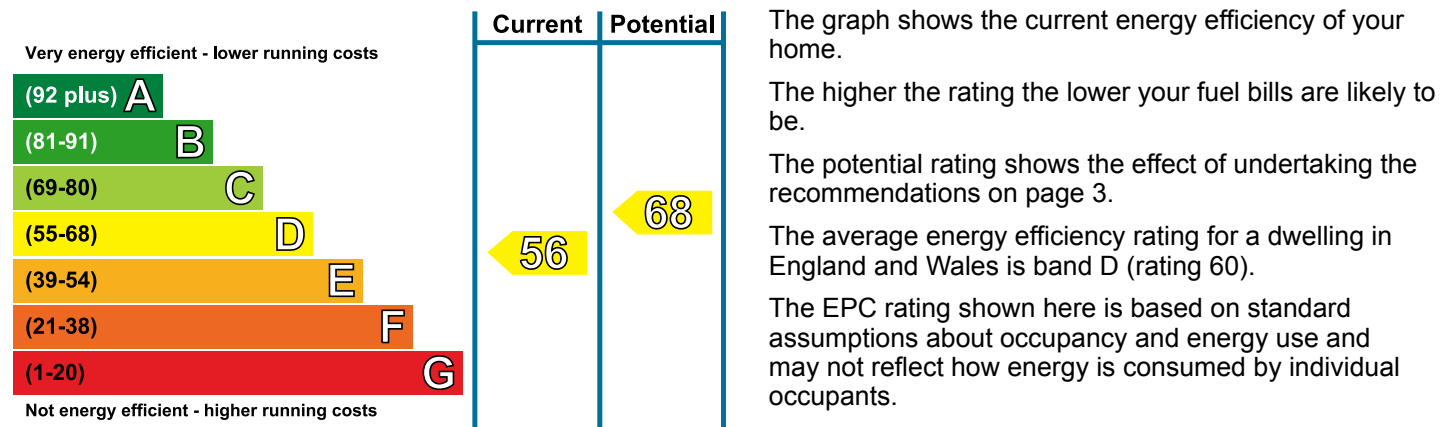 Current Potential
Very energy efficient - lower running costs
(92 plus) A
(81-91) B
(69-80) C
(55-68) D
(39-54) E
(21-38) F
(1-20) G
Not energy efficient - higher running costs
56
68
The graph shows the current energy efficiency of your
home.
The higher the rating the lower your fuel bills are likely to
be.
The potential rating shows the effect of undertaking the
recommendations on page 3.
The average energy efficiency rating for a dwelling in
England and Wales is band D (rating 60).
The EPC rating shown here is based on standard
assumptions about occupancy and energy use and
may not reflect how energy is consumed by individual
occupants.